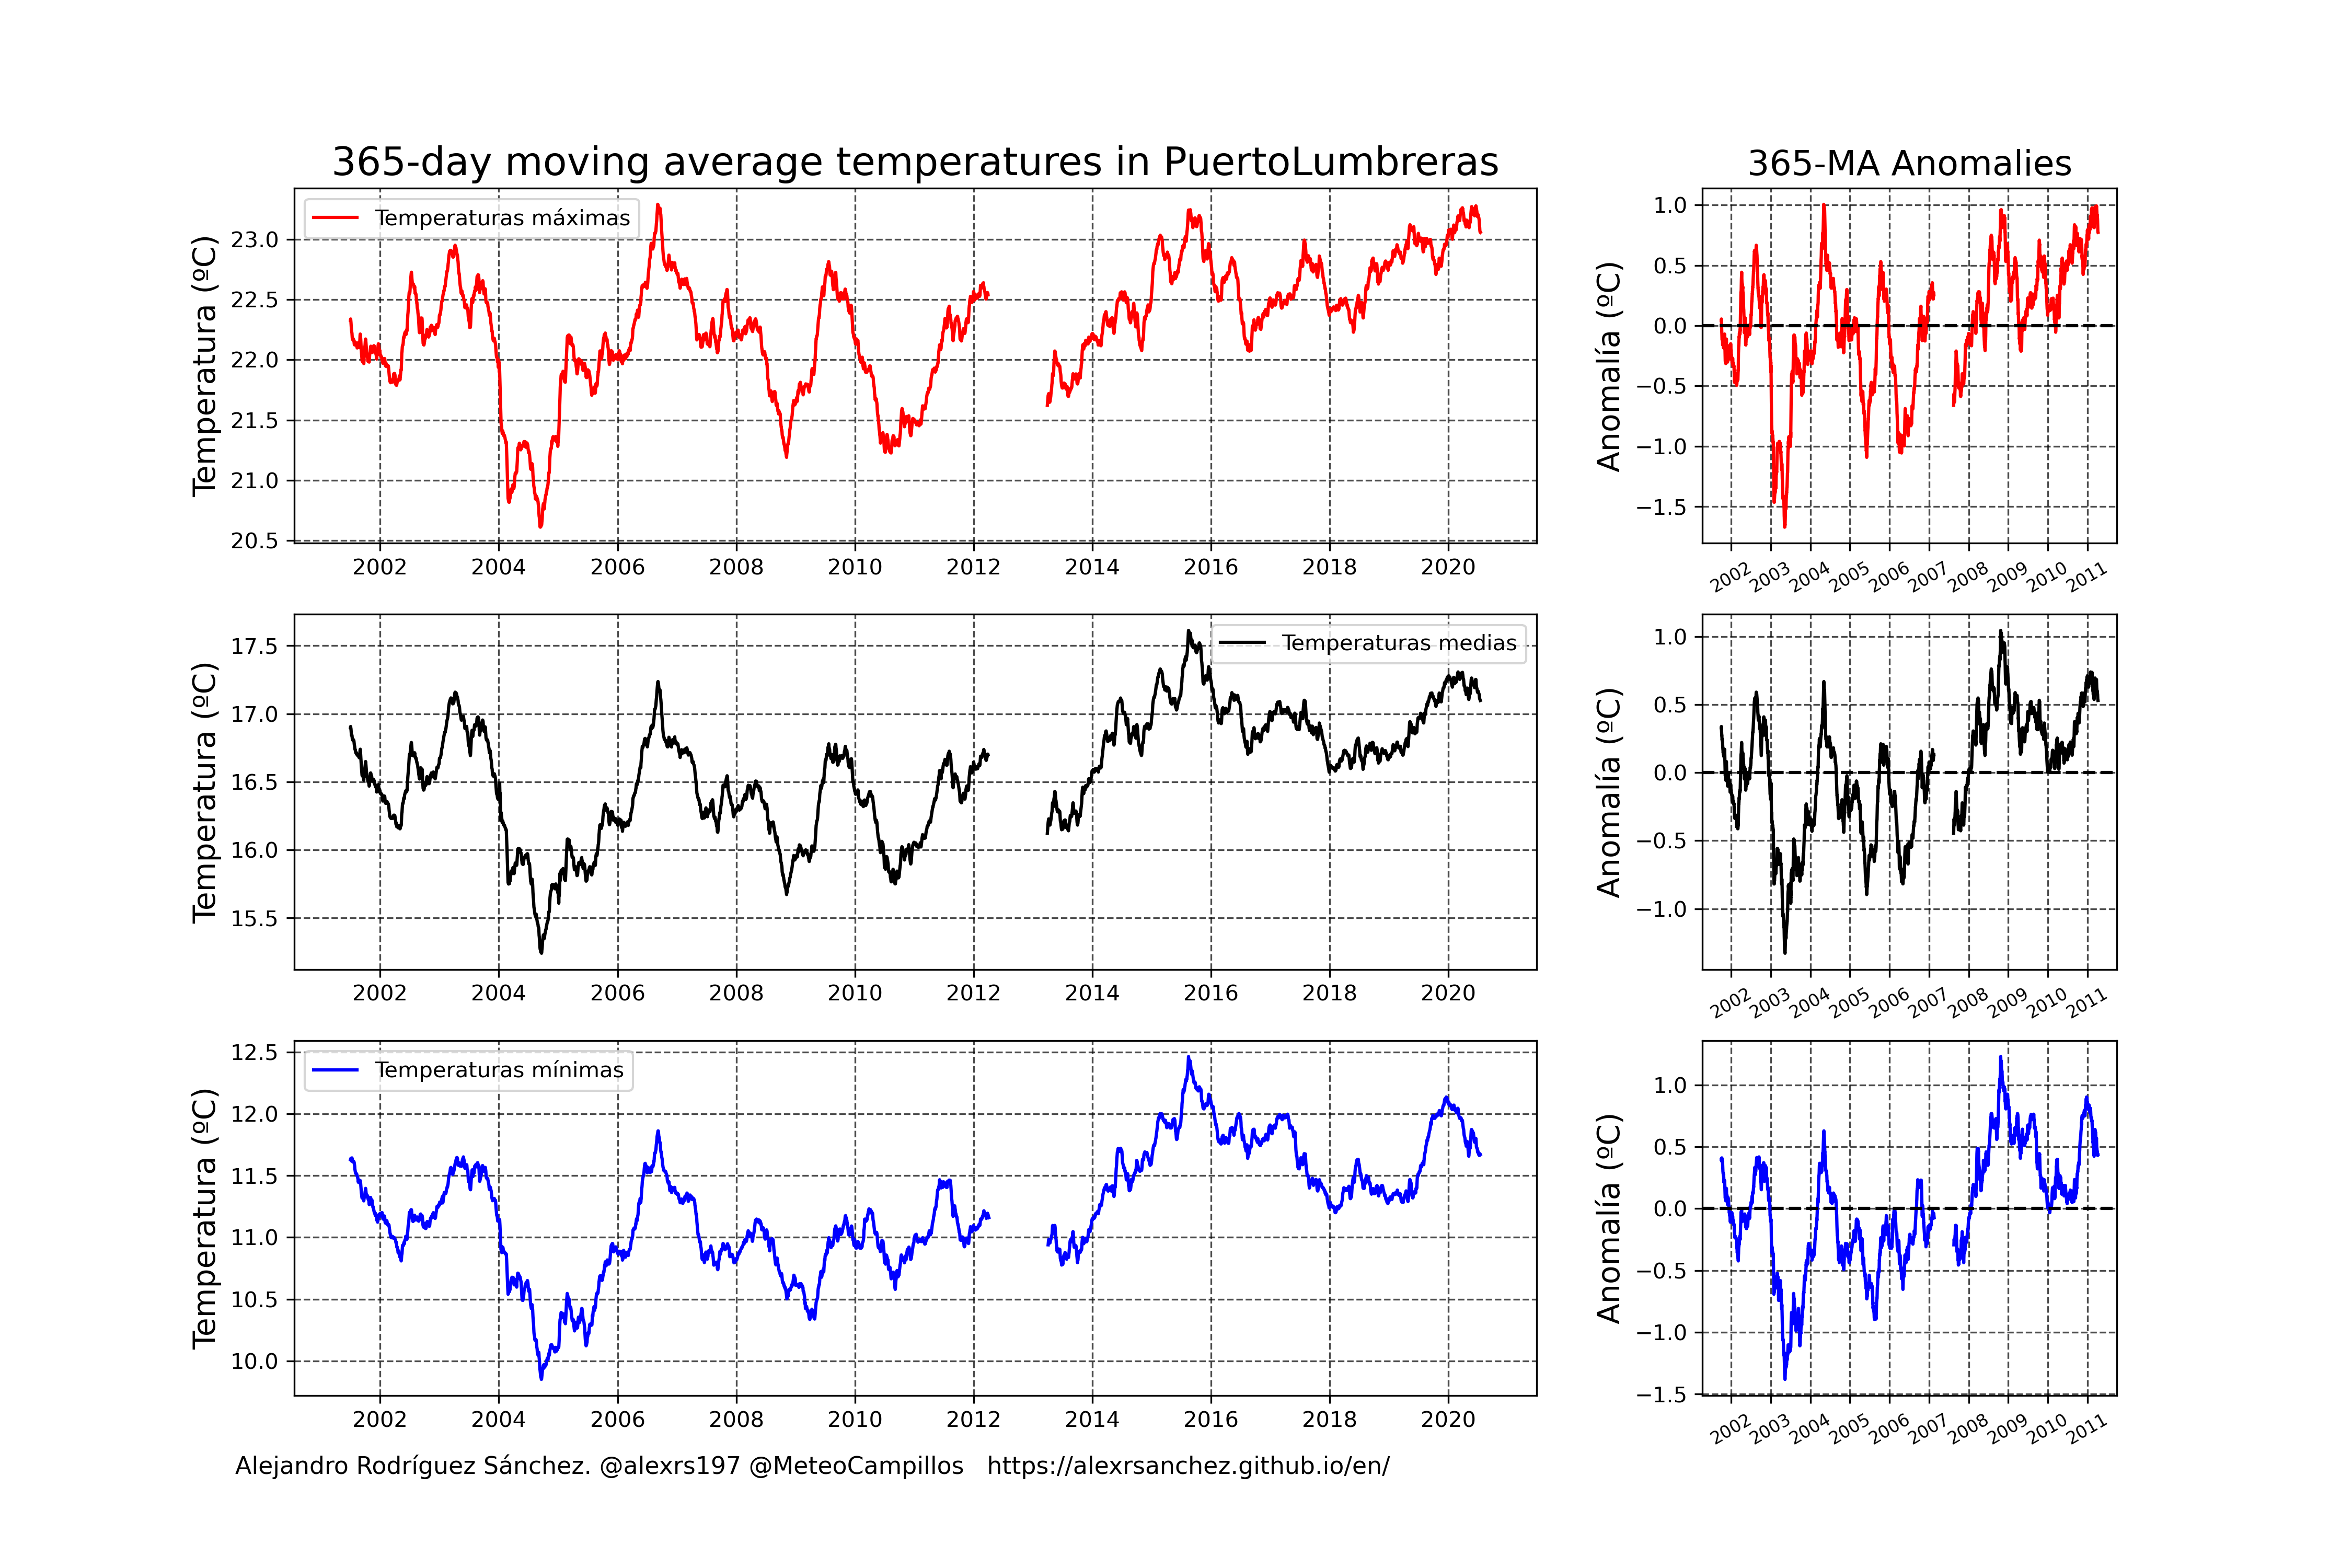 365-day moving average temperatures in PuertoLumbreras
365-MA Anomalies
Temperatura (ºC)
Temperaturas máximas
23.0
22.5
22.0
21.5
21.0
20.5
2002 2004 2006 2008 2010 2012 2014 2016 2018 2020
Anomalía (ºC)
1.0
0.5
0.0
−0.5
−1.0
−1.5
2002 2003 2004 2005 2006 2007 2008 2009 2010 2011
Temperatura (ºC)
Temperaturas medias
17.5
17.0
16.5
16.0
15.5
2002 2004 2006 2008 2010 2012 2014 2016 2018 2020
Anomalía (ºC)
1.0
0.5
0.0
−0.5
−1.0
2002 2003 2004 2005 2006 2007 2008 2009 2010 2011
Temperatura (ºC)
Temperaturas mínimas
12.5
12.0
11.5
11.0
10.5
10.0
2002 2004 2006 2008 2010 2012 2014 2016 2018 2020
Anomalía (ºC)
1.0
0.5
0.0
−0.5
−1.0
−1.5
2002 2003 2004 2005 2006 2007 2008 2009 2010 2011
Alejandro Rodríguez Sánchez. @alexrs197 @MeteoCampillos https://alexrsanchez.github.io/en/